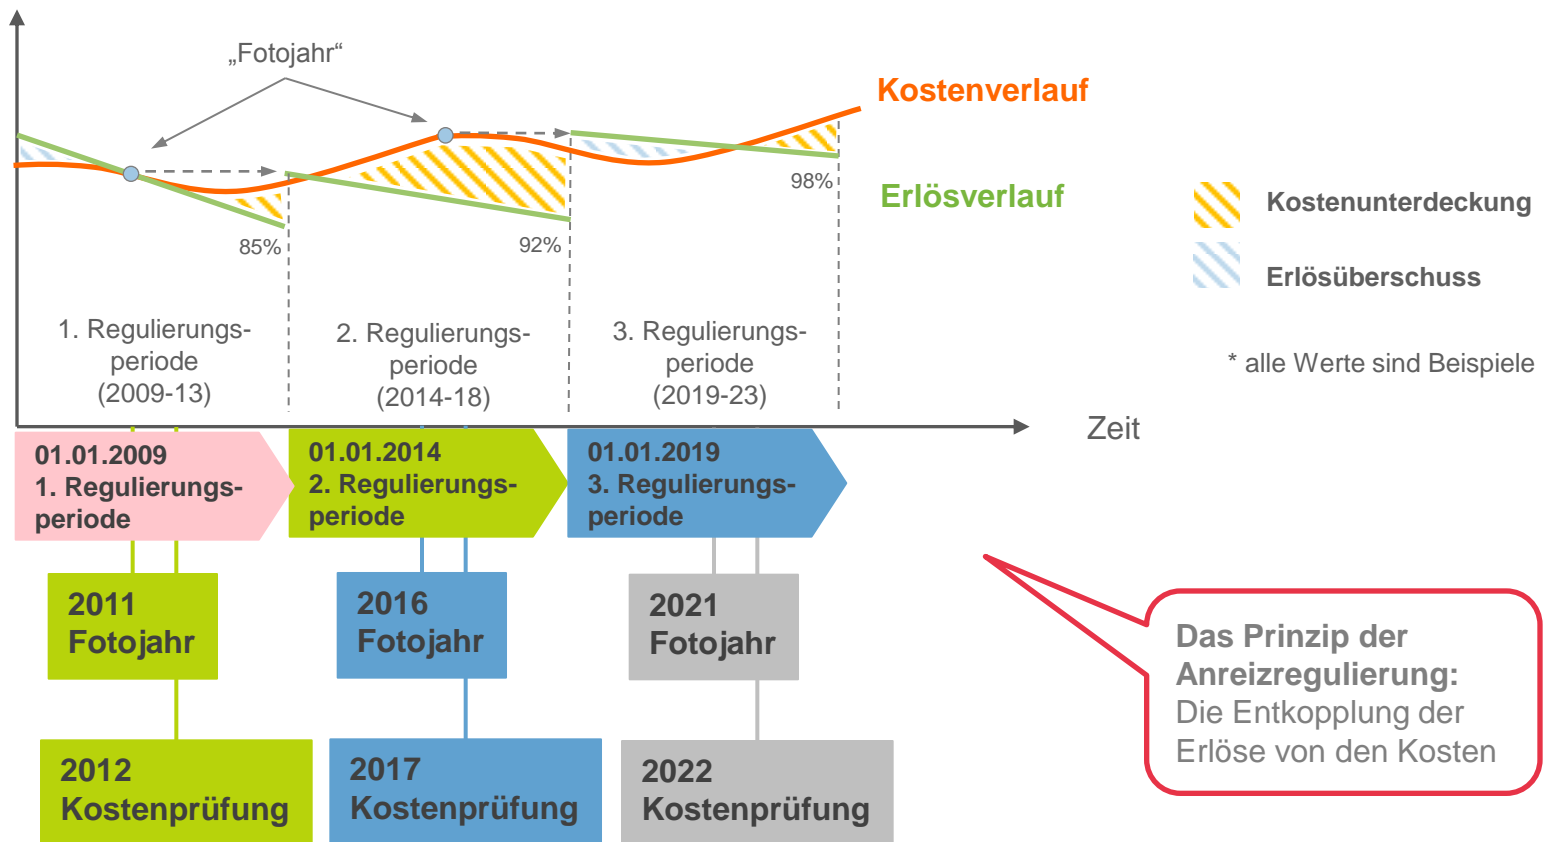 „Fotojahr“
Kostenverlauf
Erlösverlauf
85%
92%
98%
Kostenunterdeckung
Erlösüberschuss
* alle Werte sind Beispiele
1. Regulierungs-
periode
(2009-13)
2. Regulierungs-
periode
(2014-18)
3. Regulierungs-
periode
(2019-23)
Zeit
01.01.2009
1. Regulierungs-
periode
01.01.2014
2. Regulierungs-
periode
01.01.2019
3. Regulierungs-
periode
2011
Fotojahr
2016
Fotojahr
2021
Fotojahr
2012
Kostenprüfung
2017
Kostenprüfung
2022
Kostenprüfung
Das Prinzip der
Anreizregulierung:
Die Entkopplung der
Erlöse von den Kosten